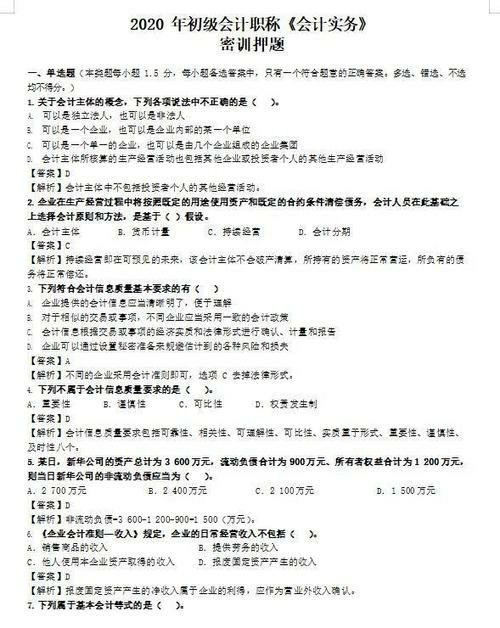 2020 年初级会计职称《会计实务》
密训押题
一、单选题（本类题每小题 1.5 分，每小题备选答案中，只有一个符合题意的正确答案。多选、错选、不选
均不得分。）
1. 关于会计主体的概念，下列各项说法中不正确的是（ ）。
A. 可以是独立法人，也可以是非法人
B. 可以是一个企业，也可以是企业内部的某一个单位
C. 可以是一个单一的企业，也可以是由几个企业组成的企业集团
D. 会计主体所核算的生产经营活动也包括其他企业或投资者个人的其他生产经营活动
【答案】D
【解析】会计主体中不包括投资者个人的其他经营活动。
2. 企业在生产经营过程中将按照既定的用途使用资产和既定的合约条件清偿债务，会计人员在此基础之
上选择会计原则和方法，是基于（ ）假设。
A. 会计主体 B. 货币计量 C. 持续经营 D. 会计分期
【答案】C
【解析】持续经营即在可预见的未来，该会计主体不会破产清算，所持有的资产将正常营运，所负有的债
务将正常偿还。
3. 下列符合会计信息质量基本要求的有（ ）
A. 企业提供的会计信息应当清晰明了，便于理解
B. 对于相似的交易或事项，不同企业应当采用一致的会计政策
C. 会计信息根据交易或事项的经济实质和法律形式进行确认、计量和报告
D. 企业可以通过设置秘密准备来规避估计到的各种风险和损失
【答案】A
【解析】不同的企业采用会计准则即可，选项 C 去掉法律形式。
4. 下列不属于会计信息质量要求的是（ ）。
A. 重要性 B. 谨慎性 C. 可比性 D. 权责发生制
【答案】D
【解析】会计信息质量要求包括可靠性、相关性、可理解性、可比性、实质重于形式、重要性、谨慎性、
及时性八个。
5. 某日，新华公司的资产总计为 3 600万元，流动负债合计为 900万元、所有者权益合计为 1 200 万元，
则当日新华公司的非流动负债应当为（ ）。
A. 2 700万元 B. 2 400万元 C. 2 100万元 D. 1 500万元
【答案】D
【解析】非流动负债=3 600-1 200-900=1 500（万元）。
6. 《企业会计准则—收入》规定，企业的日常经营收入不包括（ ）。
A. 销售商品的收入 B. 提供劳务的收入
C. 他人使用本企业资产取得的收入 D. 报废固定资产产生的收入
【答案】D
【解析】报废固定资产产生的净收入属于企业的利得，应作为营业外收入确认。
7. 下列属于基本会计等式的是（ ）。